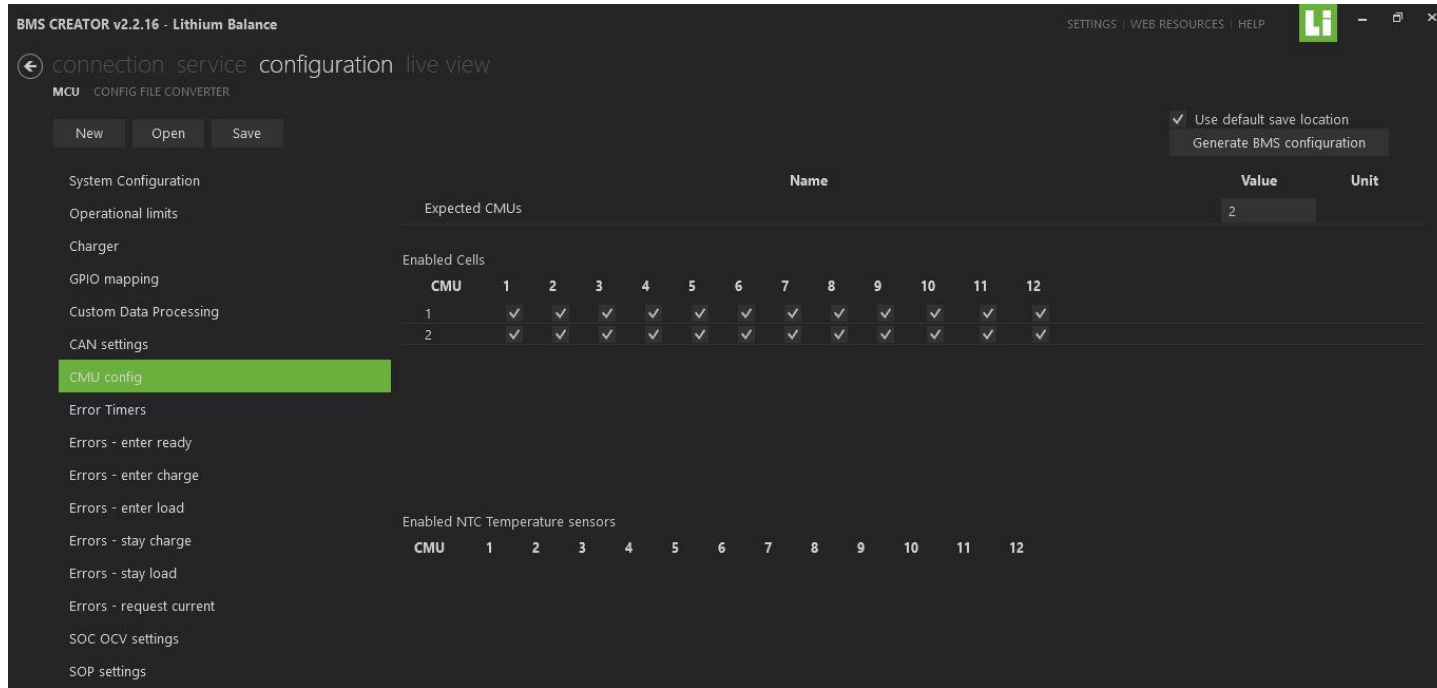 BMS CREATOR v2.2.16 - Lithium Balance
SETTINGS | WEB RESOURCES | HELP
Li
connection service configuration live view
MCU CONFIG FILE CONVERTER
New Open Save
Use default save location
Generate BMS configuration
System Configuration
Operational limits
Charger
GPIO mapping
Custom Data Processing
CAN settings
CMU config
Error Timers
Errors - enter ready
Errors - enter charge
Errors - enter load
Errors - stay charge
Errors - stay load
Errors - request current
SOC OCV settings
SOP settings
Name Value Unit
Expected CMUs 2
Enabled Cells
CMU 1 2 3 4 5 6 7 8 9 10 11 12
1
2
Enabled NTC Temperature sensors
CMU 1 2 3 4 5 6 7 8 9 10 11 12